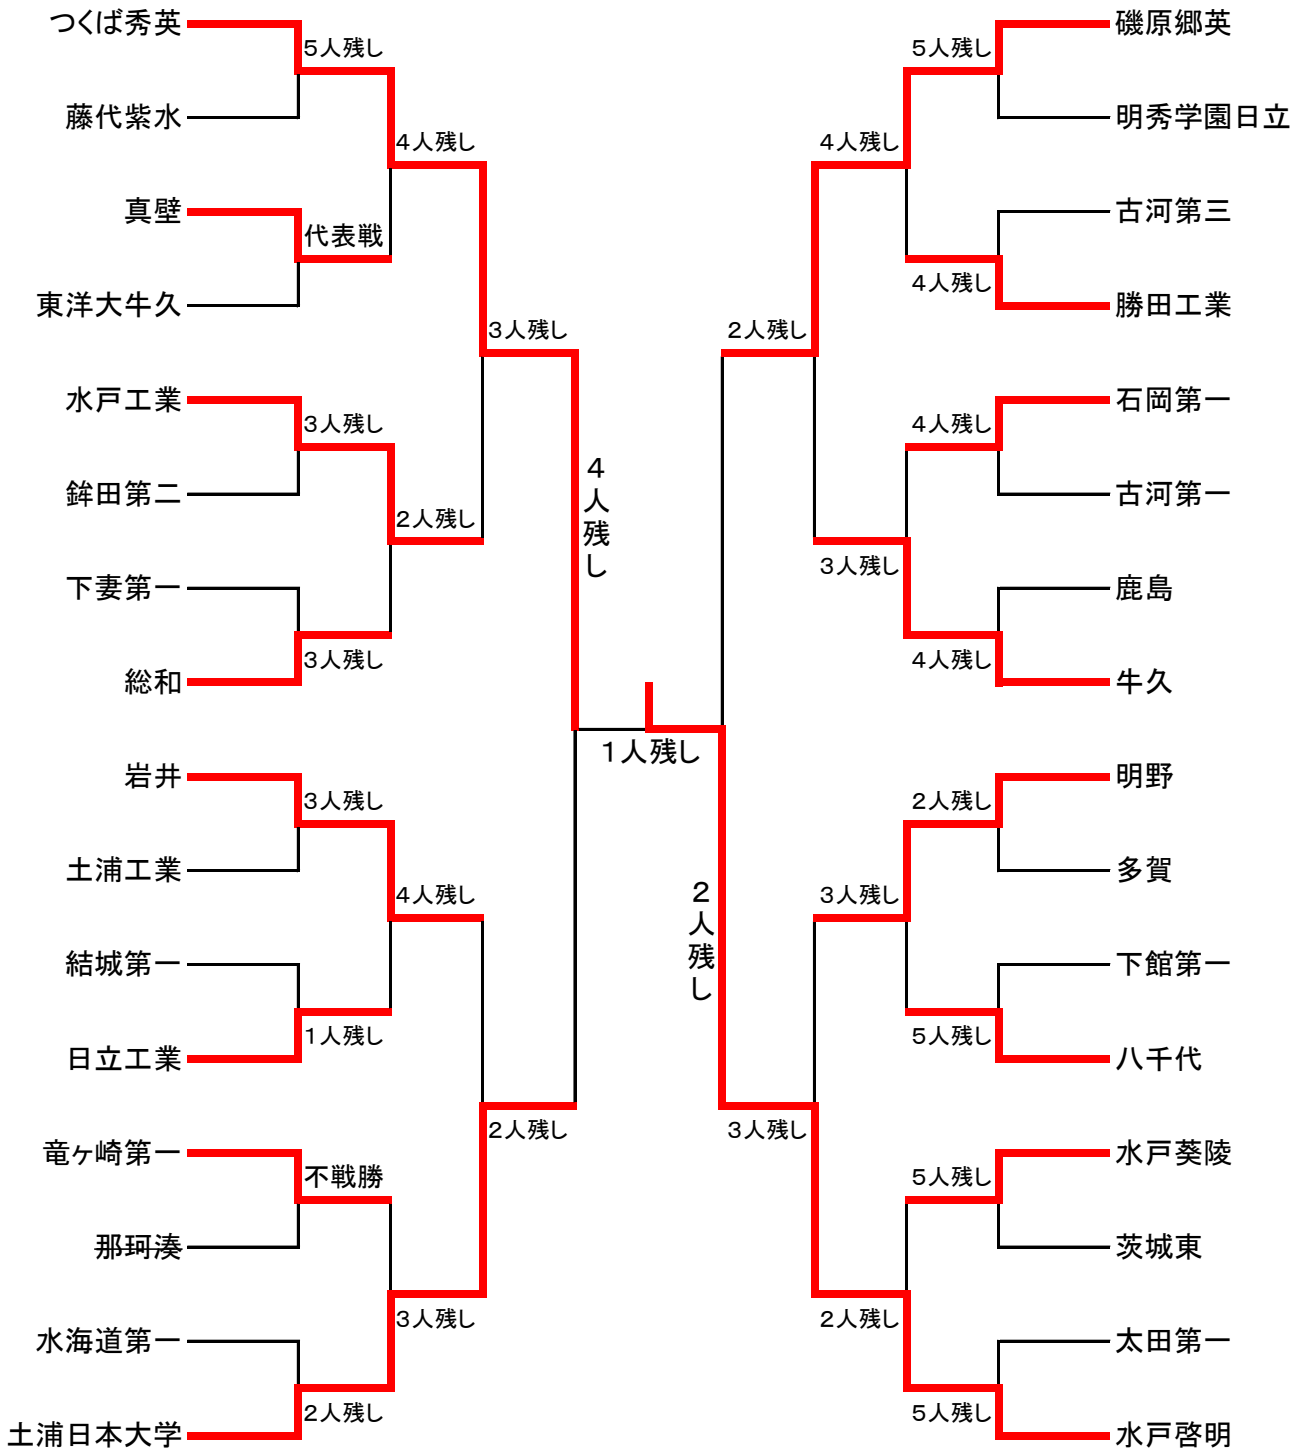 つくば秀英
5人残し
藤代紫水
4人残し
真壁
代表戦
東洋大牛久
3人残し
水戸工業
3人残し
鉾田第二
2人残し
下妻第一
3人残し
総和
4人残し
岩井
3人残し
土浦工業
4人残し
結城第一
1人残し
日立工業
2人残し
竜ヶ崎第一
不戦勝
那珂湊
3人残し
水海道第一
2人残し
土浦日本大学
1人残し
磯原郷英
5人残し
明秀学園日立
4人残し
古河第三
4人残し
勝田工業
2人残し
石岡第一
4人残し
古河第一
3人残し
鹿島
4人残し
牛久
2人残し
明野
2人残し
多賀
3人残し
下館第一
5人残し
八千代
3人残し
水戸葵陵
5人残し
茨城東
2人残し
太田第一
5人残し
水戸啓明